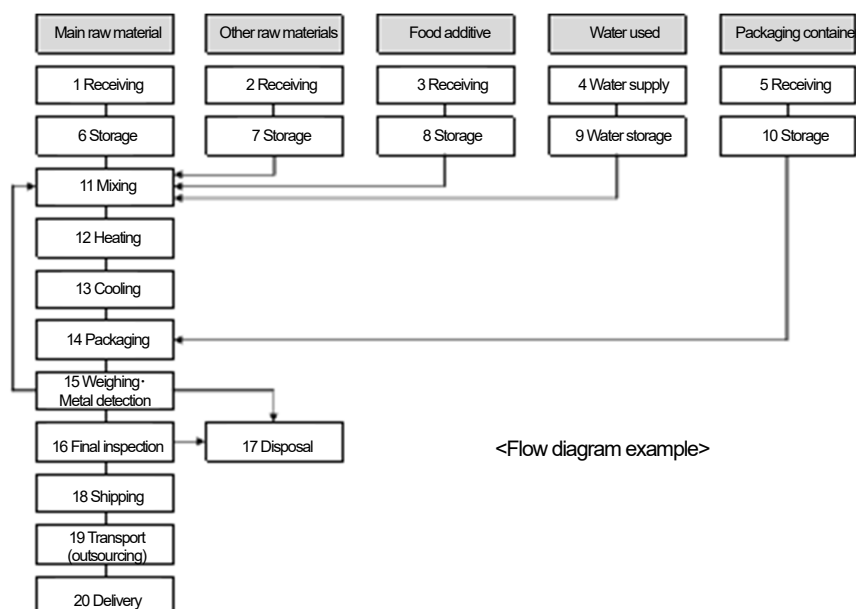 Main raw material
Other raw materials
Food additive
Water used
Packaging container
1 Receiving
2 Receiving
3 Receiving
4 Water supply
5 Receiving
6 Storage
7 Storage
8 Storage
9 Water storage
10 Storage
11 Mixing
12 Heating
13 Cooling
14 Packaging
15 Weighing・
Metal detection
16 Final inspection
17 Disposal
<Flow diagram example>
18 Shipping
19 Transport
(outsourcing)
20 Delivery